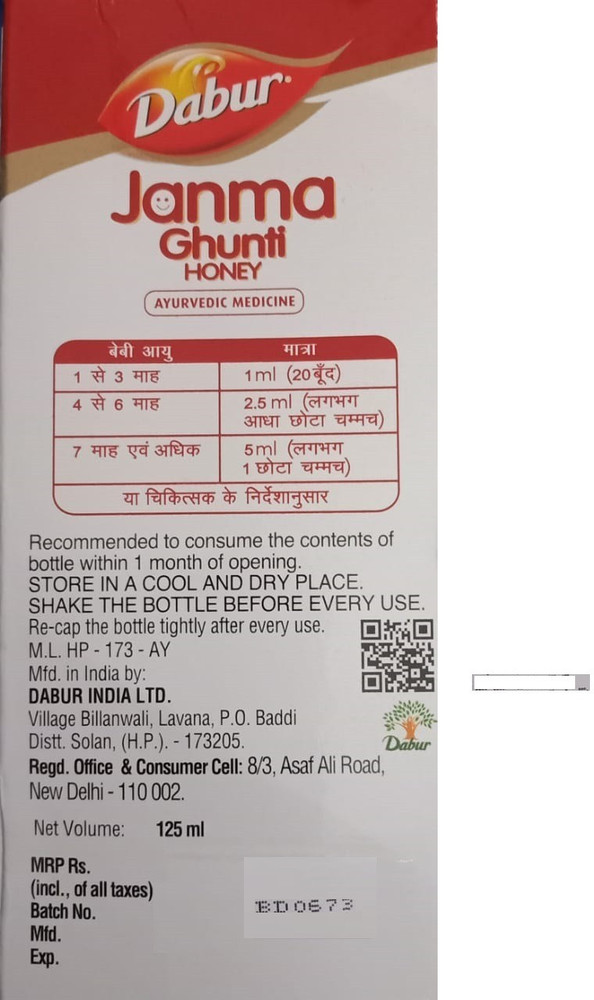 Dabur
Janma
Ghunti
HONEY
AYURVEDIC MEDICINE
बेबी आयु मात्रा
1 से 3 माह 1ml (20बूँद)
4 से 6 माह 2.5 ml (लगभग
आधा छोटा चम्मच)
7 माह एवं अधिक 5ml (लगभग
1 छोटा चम्मच)
या चिकित्सक के निर्देशानुसार
Recommended to consume the contents of
bottle within 1 month of opening.
STORE IN A COOL AND DRY PLACE.
SHAKE THE BOTTLE BEFORE EVERY USE.
Re-cap the bottle tightly after every use.
M.L. HP - 173 - AY
Mfd. in India by:
DABUR INDIA LTD.
Village Billanwali, Lavana, P.O. Baddi
Distt. Solan, (H.P.). - 173205.
Dabur
Regd. Office & Consumer Cell: 8/3, Asaf Ali Road,
New Delhi - 110 002.
Net Volume: 125 ml
MRP Rs.
(incl., of all taxes)
Batch No. BD0673
Mfd.
Exp.